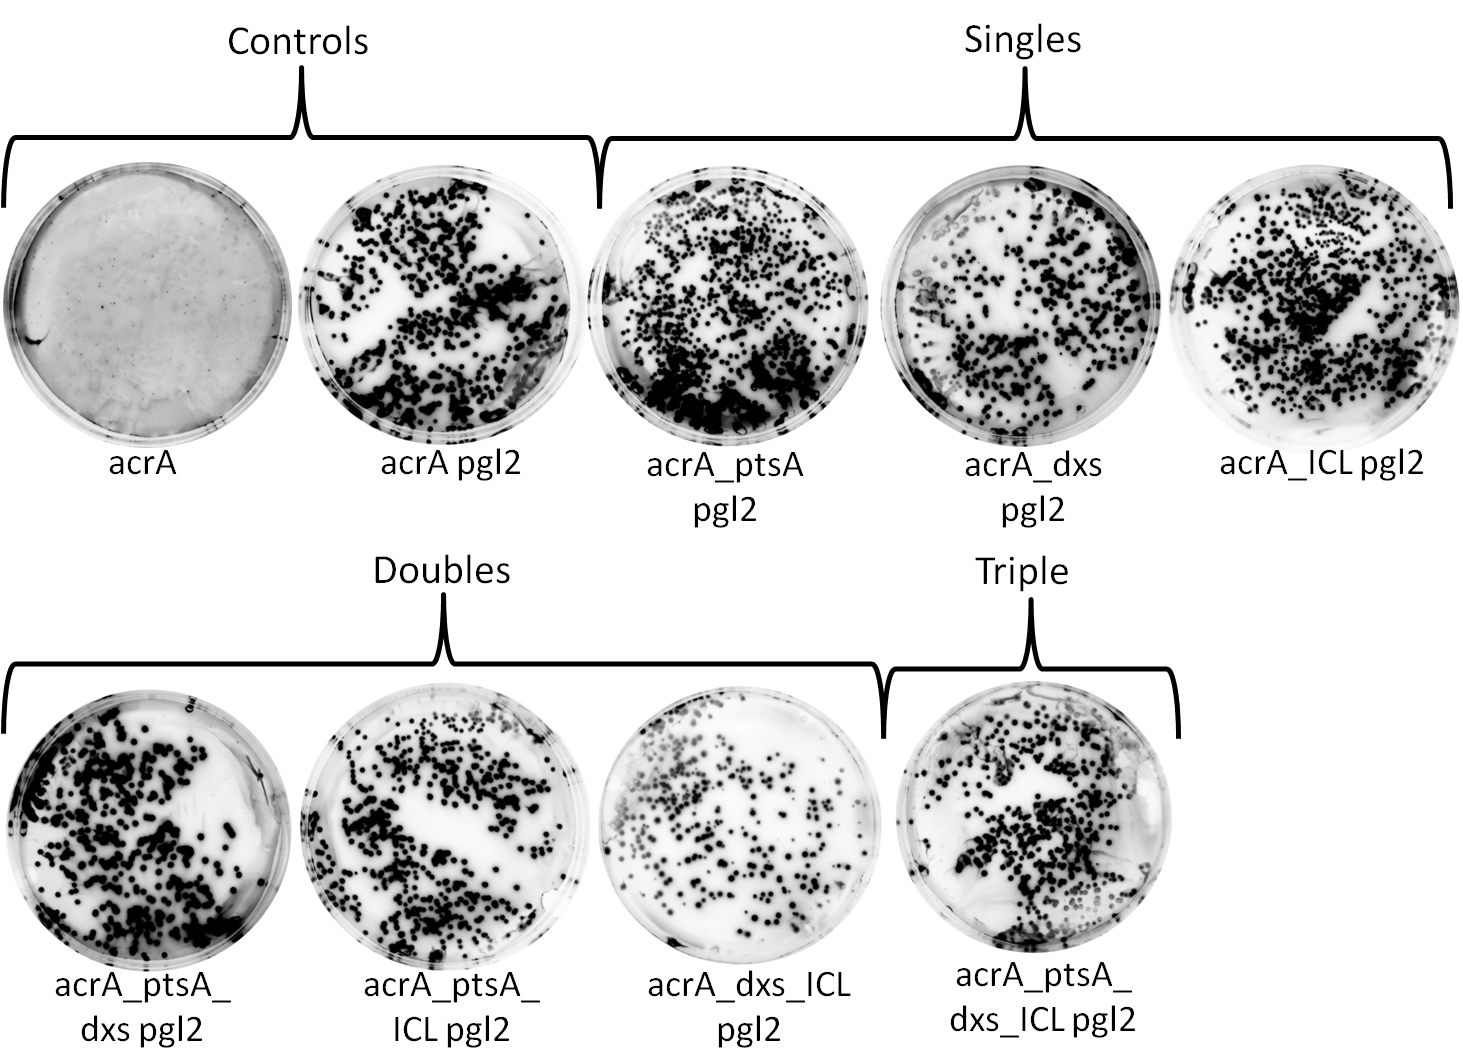 Controls
Singles
acrA
acrA pgl2
acrA_ptsA
pgl2
acrA_dxs
pgl2
acrA_ICL pgl2
Doubles
Triple
acrA_ptsA_
dxs pgl2
acrA_ptsA_
ICL pgl2
acrA_dxs_ICL
pgl2
acrA_ptsA_
dxs_ICL pgl2